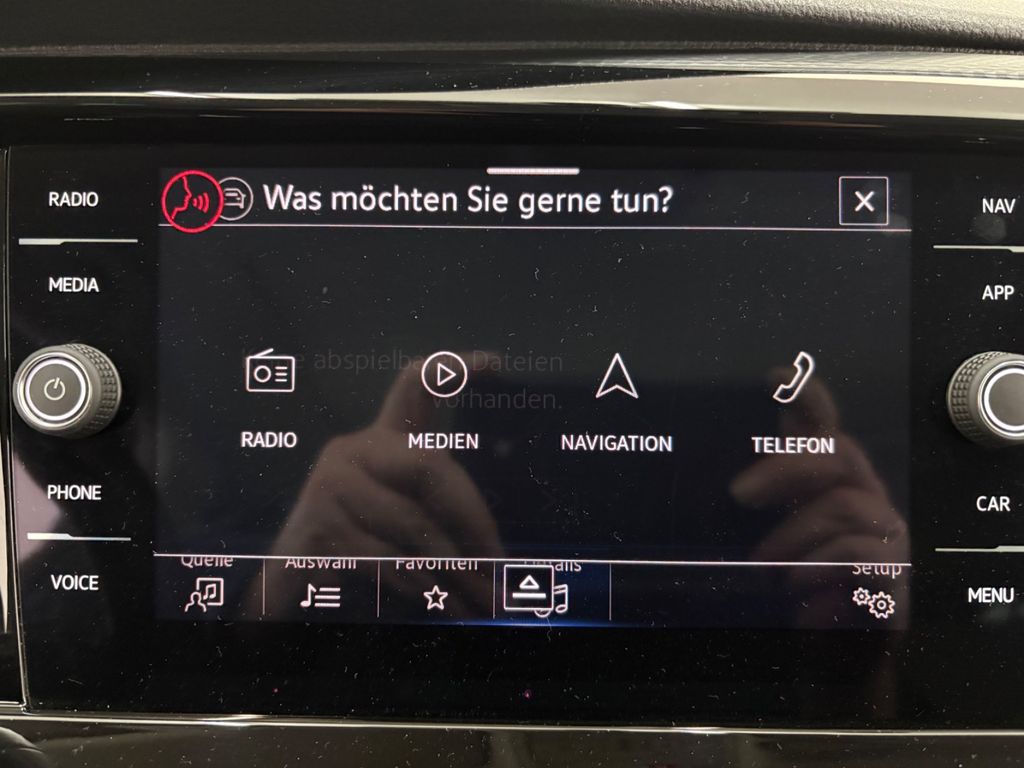 RADIO
MEDIA
PHONE
VOICE
Was möchten Sie gerne tun?
abspielbare Dateien
vorhanden.
RADIO
MEDIEN
NAVIGATION
TELEFON
Quelle
Auswahl
Favoriten
Setup
NAV
APP
CAR
MENU